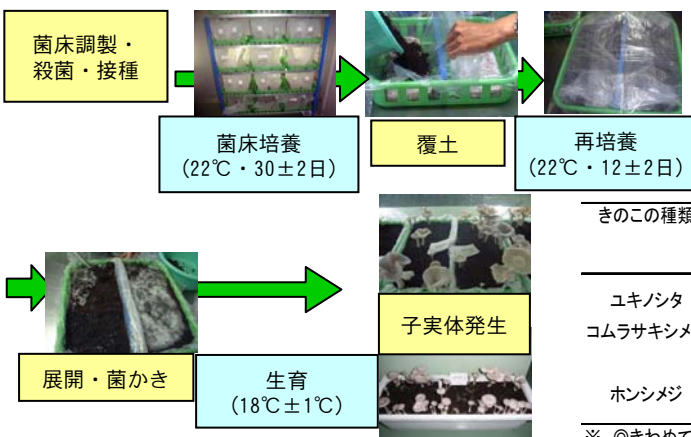 菌床調製・
殺菌・接種
菌床培養
(22℃・30±2日)
覆土
再培養
(22℃・12±2日)
展開・菌かき
生育
(18℃±1℃)
子実体発生
きのこの種類
ユキノシタ
コムラサキシメ
ホンシメジ
※ ◎きわめて